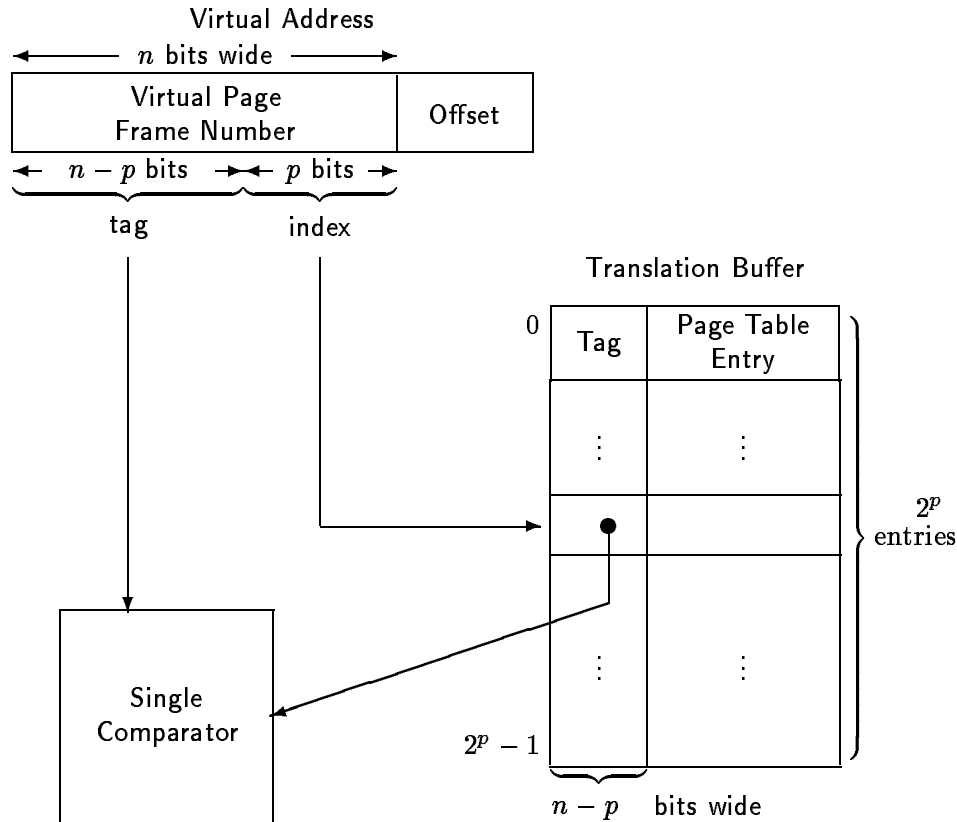 Virtual Address
n bits wide
Virtual Page
Frame Number
Offset
n − p bits
p bits
tag
index
Translation Buffer
0
Tag
Page Table
Entry
⋮
⋮
2^p
entries
⋮
⋮
Single
Comparator
2^p − 1
n − p bits wide